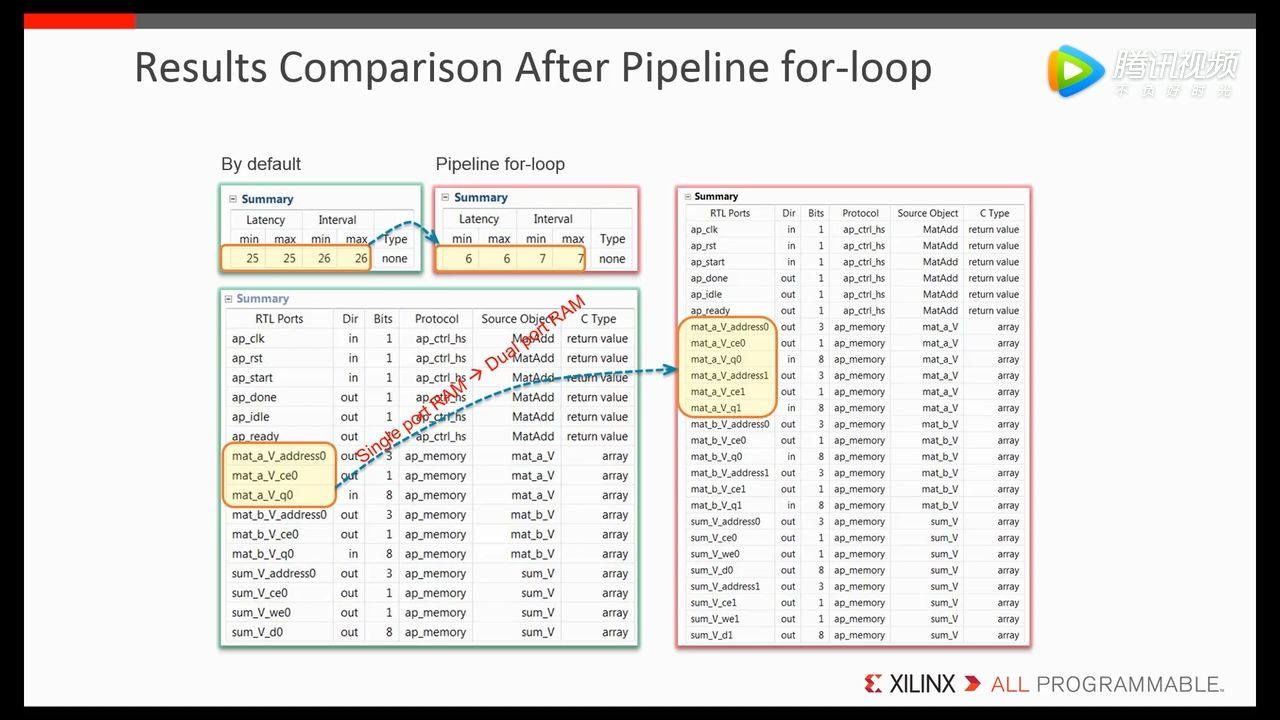 Results Comparison After Pipeline for-loop
腾讯视频
不负好时光
By default
Pipeline for-loop
Summary
Latency Interval
min max min max Type
25 25 26 26 none
Summary
Latency Interval
min max min max Type
6 6 7 7 none
Summary
RTL Ports Dir Bits Protocol Source Object C Type
ap_clk in 1 ap_ctrl_hs MatAdd return value
ap_rst in 1 ap_ctrl_hs MatAdd return value
ap_start in 1 ap_ctrl_hs MatAdd return value
ap_done out 1 ap_ctrl_hs MatAdd return value
ap_idle out 1 ap_ctrl_hs MatAdd return value
ap_ready out 1 ap_ctrl_hs MatAdd return value
mat_a_V_address0 out 3 ap_memory mat_a_V array
mat_a_V_ce0 out 1 ap_memory mat_a_V array
mat_a_V_q0 in 8 ap_memory mat_a_V array
mat_b_V_address0 out 3 ap_memory mat_b_V array
mat_b_V_ce0 out 1 ap_memory mat_b_V array
mat_b_V_q0 in 8 ap_memory mat_b_V array
sum_V_address0 out 3 ap_memory sum_V array
sum_V_ce0 out 1 ap_memory sum_V array
sum_V_we0 out 1 ap_memory sum_V array
sum_V_d0 out 8 ap_memory sum_V array
Single port RAM → Dual port RAM
Summary
RTL Ports Dir Bits Protocol Source Object C Type
ap_clk in 1 ap_ctrl_hs MatAdd return value
ap_rst in 1 ap_ctrl_hs MatAdd return value
ap_start in 1 ap_ctrl_hs MatAdd return value
ap_done out 1 ap_ctrl_hs MatAdd return value
ap_idle out 1 ap_ctrl_hs MatAdd return value
ap_ready out 1 ap_ctrl_hs MatAdd return value
mat_a_V_address0 out 3 ap_memory mat_a_V array
mat_a_V_ce0 out 1 ap_memory mat_a_V array
mat_a_V_q0 in 8 ap_memory mat_a_V array
mat_a_V_address1 out 3 ap_memory mat_a_V array
mat_a_V_ce1 out 1 ap_memory mat_a_V array
mat_a_V_q1 in 8 ap_memory mat_a_V array
mat_b_V_address0 out 3 ap_memory mat_b_V array
mat_b_V_ce0 out 1 ap_memory mat_b_V array
mat_b_V_q0 in 8 ap_memory mat_b_V array
mat_b_V_address1 out 3 ap_memory mat_b_V array
mat_b_V_ce1 out 1 ap_memory mat_b_V array
mat_b_V_q1 in 8 ap_memory mat_b_V array
sum_V_address0 out 3 ap_memory sum_V array
sum_V_ce0 out 1 ap_memory sum_V array
sum_V_we0 out 1 ap_memory sum_V array
sum_V_d0 out 8 ap_memory sum_V array
sum_V_address1 out 3 ap_memory sum_V array
sum_V_ce1 out 1 ap_memory sum_V array
sum_V_we1 out 1 ap_memory sum_V array
sum_V_d1 out 8 ap_memory sum_V array
XILINX ALL PROGRAMMABLE™